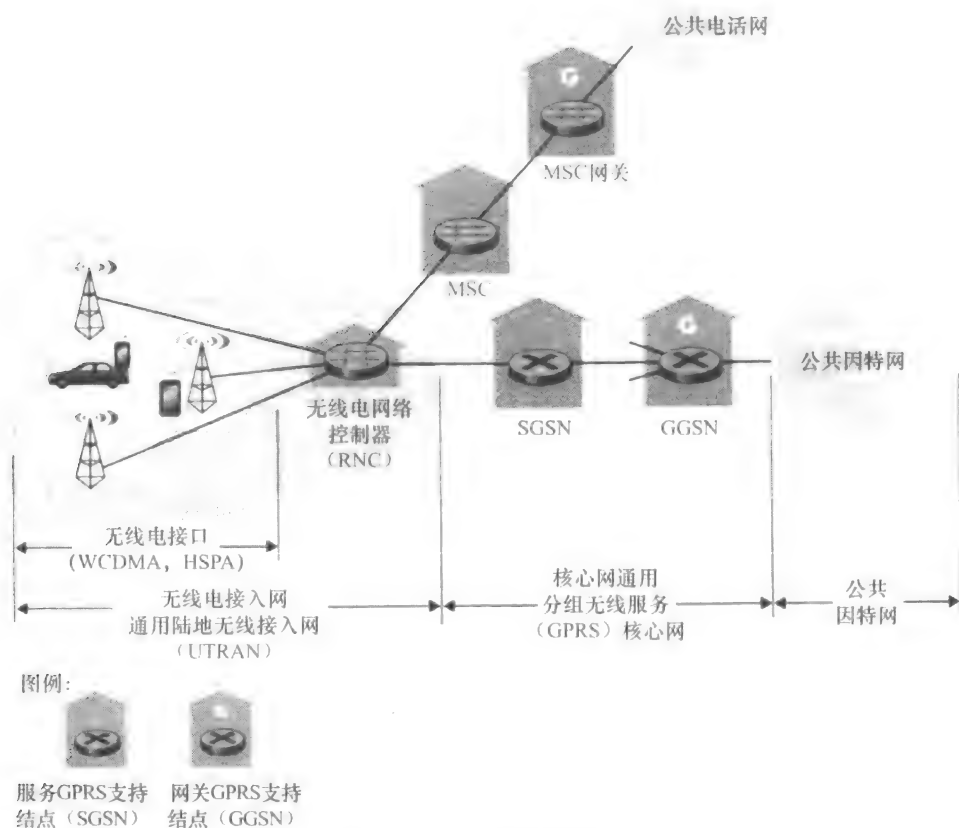 公共电话网
G
MSC网关
MSC
G
公共因特网
无线电网络
控制器
（RNC）
SGSN
GGSN
无线电接口
(WCDMA，HSPA)
无线电接入网
通用陆地无线接入网
（UTRAN）
核心网通用
分组无线服务
（GPRS）核心网
公共
因特网
图例：
服务GPRS支持
结点（SGSN）
网关GPRS支持
结点（GGSN）